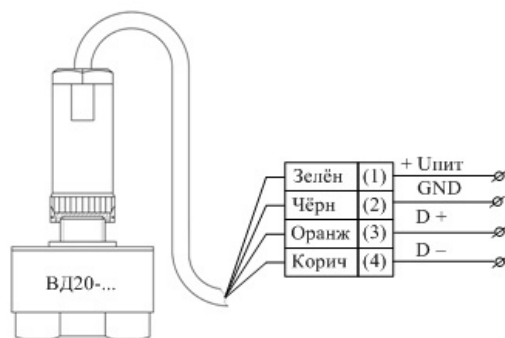 Зелён (1) + Uпит
Чёрн (2) GND
Оранж (3) D +
Корич (4) D –
ВД20-...